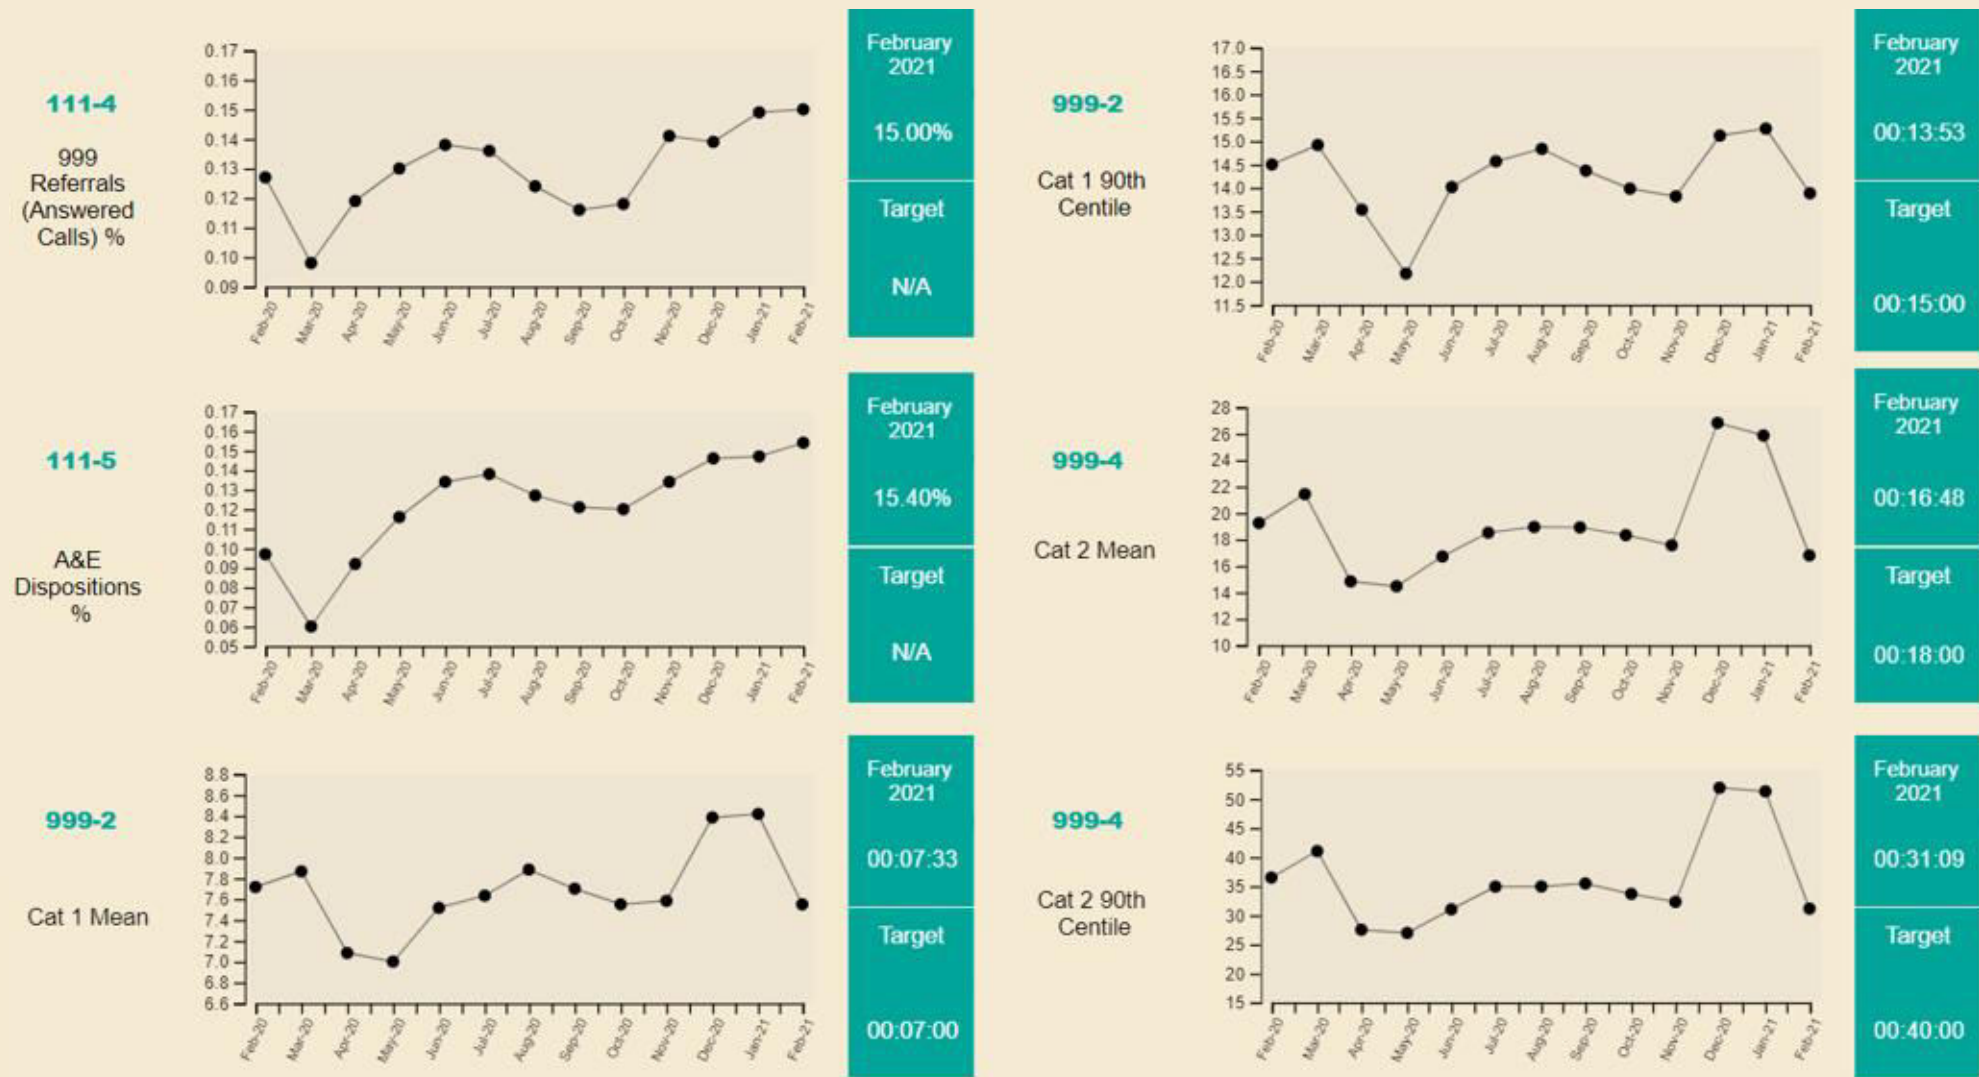 111-4
999
Referrals
(Answered
Calls) %
0.17
0.16
0.15
0.14
0.13
0.12
0.11
0.10
0.09
Feb-20
Mar-20
Apr-20
May-20
Jun-20
Jul-20
Aug-20
Sep-20
Oct-20
Nov-20
Dec-20
Jan-21
Feb-21
February
2021
15.00%
Target
N/A
999-2
Cat 1 90th
Centile
17.0
16.5
16.0
15.5
15.0
14.5
14.0
13.5
13.0
12.5
12.0
11.5
Feb-20
Mar-20
Apr-20
May-20
Jun-20
Jul-20
Aug-20
Sep-20
Oct-20
Nov-20
Dec-20
Jan-21
Feb-21
February
2021
00:13:53
Target
00:15:00
111-5
A&E
Dispositions
%
0.17
0.16
0.15
0.14
0.13
0.12
0.11
0.10
0.09
0.08
0.07
0.06
0.05
Feb-20
Mar-20
Apr-20
May-20
Jun-20
Jul-20
Aug-20
Sep-20
Oct-20
Nov-20
Dec-20
Jan-21
Feb-21
February
2021
15.40%
Target
N/A
999-4
Cat 2 Mean
28
26
24
22
20
18
16
14
12
10
Feb-20
Mar-20
Apr-20
May-20
Jun-20
Jul-20
Aug-20
Sep-20
Oct-20
Nov-20
Dec-20
Jan-21
Feb-21
February
2021
00:16:48
Target
00:18:00
999-2
Cat 1 Mean
8.8
8.6
8.4
8.2
8.0
7.8
7.6
7.4
7.2
7.0
6.8
6.6
Feb-20
Mar-20
Apr-20
May-20
Jun-20
Jul-20
Aug-20
Sep-20
Oct-20
Nov-20
Dec-20
Jan-21
Feb-21
February
2021
00:07:33
Target
00:07:00
999-4
Cat 2 90th
Centile
55
50
45
40
35
30
25
20
15
Feb-20
Mar-20
Apr-20
May-20
Jun-20
Jul-20
Aug-20
Sep-20
Oct-20
Nov-20
Dec-20
Jan-21
Feb-21
February
2021
00:31:09
Target
00:40:00